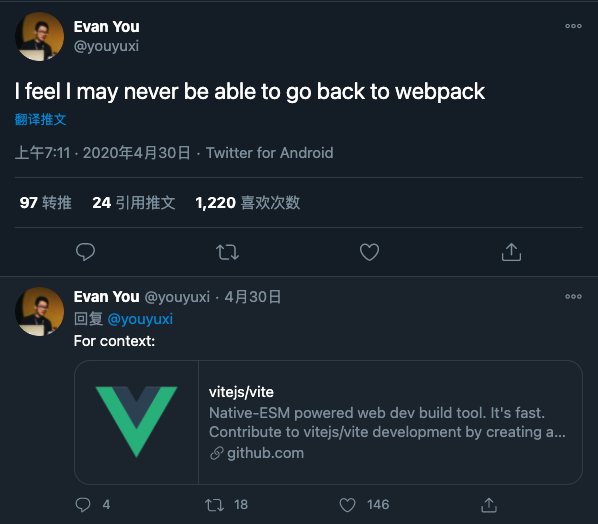 Evan You
@youyuxi
I feel I may never be able to go back to webpack
翻译推文
上午7:11 · 2020年4月30日 · Twitter for Android
97 转推 24 引用推文 1,220 喜欢次数
Evan You @youyuxi · 4月30日
回复 @youyuxi
For context:
vitejs/vite
Native-ESM powered web dev build tool. It's fast.
Contribute to vitejs/vite development by creating a...
github.com
4 18 146